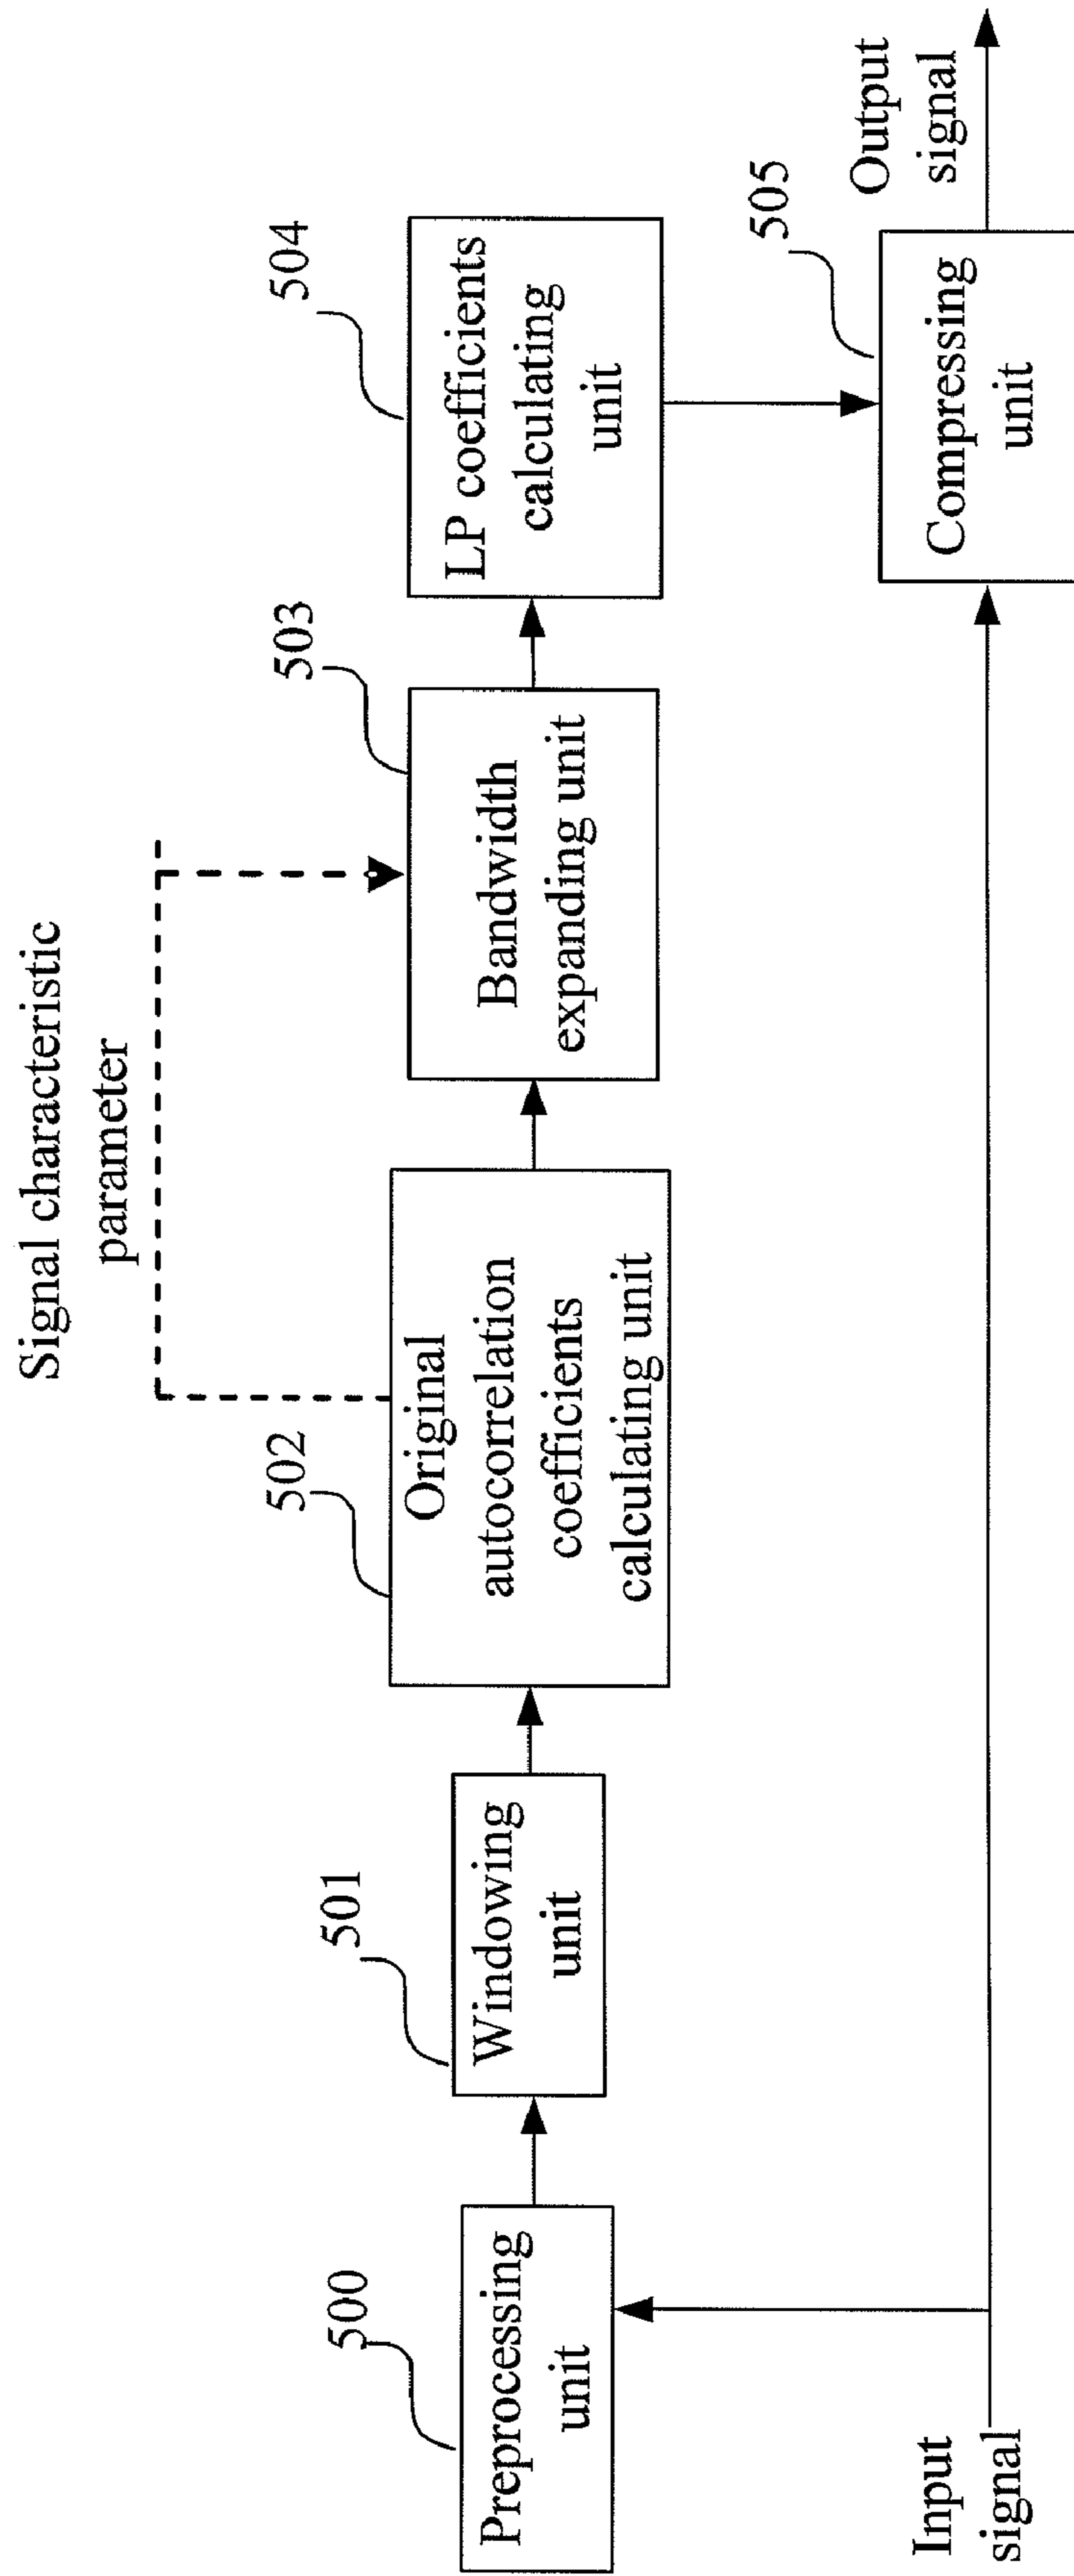 Signal characteristic
parameter
500
Preprocessing
unit
501
Windowing
unit
502
Original
autocorrelation
coefficients
calculating unit
503
Bandwidth
expanding unit
504
LP coefficients
calculating
unit
505
Compressing
unit
Input
signal
Output
signal